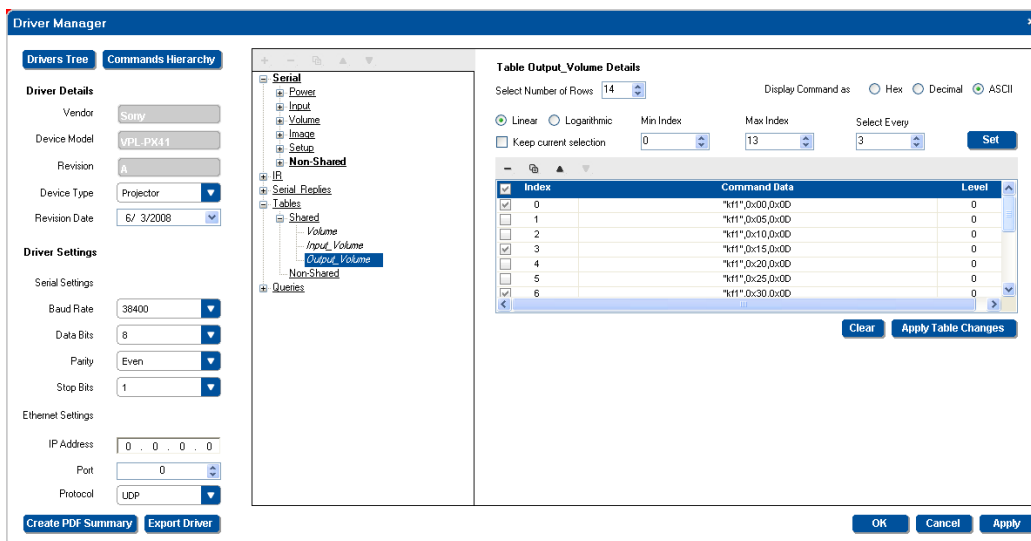 Driver Manager
Drivers Tree
Commands Hierarchy
Driver Details
Vendor Sony
Device Model VPL-PX41
Revision A
Device Type Projector
Revision Date 6/ 3/2008
Driver Settings
Serial Settings
Baud Rate 38400
Data Bits 8
Parity Even
Stop Bits 1
Ethernet Settings
IP Address 0 . 0 . 0 . 0
Port 0
Protocol UDP
Create PDF Summary
Export Driver
Serial
Power
Input
Volume
Image
Setup
Non-Shared
IR
Serial Replies
Tables
Shared
Volume
Input_Volume
Output_Volume
Non-Shared
Queries
Table Output_Volume Details
Select Number of Rows 14
Display Command as Hex Decimal ASCII
Linear Logarithmic Min Index Max Index Select Every
Keep current selection 0 13 3 Set
Index Command Data Level
0 "kf1",0x00,0x0D 0
1 "kf1",0x05,0x0D 0
2 "kf1",0x10,0x0D 0
3 "kf1",0x15,0x0D 0
4 "kf1",0x20,0x0D 0
5 "kf1",0x25,0x0D 0
6 "kf1",0x30,0x0D 0
Clear
Apply Table Changes
OK
Cancel
Apply